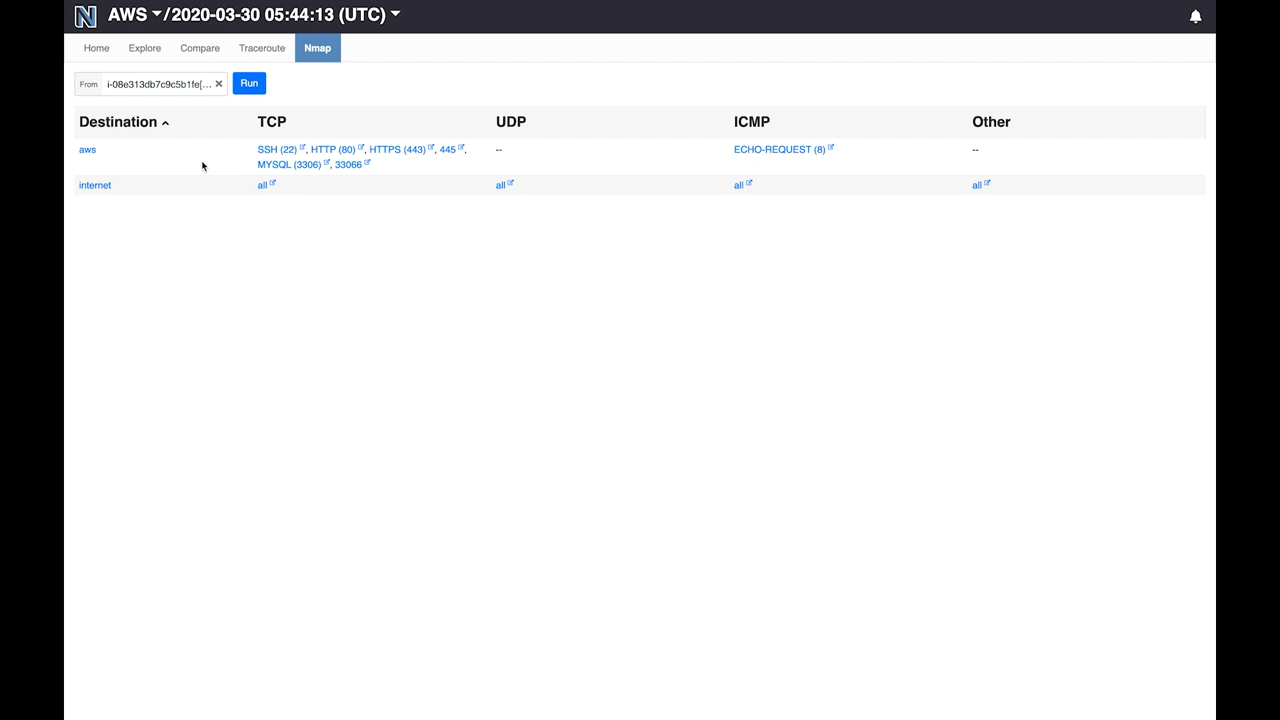 N AWS /2020-03-30 05:44:13 (UTC)
Home Explore Compare Traceroute Nmap
From i-08e313db7c9c5b1fe[... × Run
Destination TCP UDP ICMP Other
aws SSH (22), HTTP (80), HTTPS (443), 445, -- ECHO-REQUEST (8) --
MYSQL (3306), 33066
internet all all all all